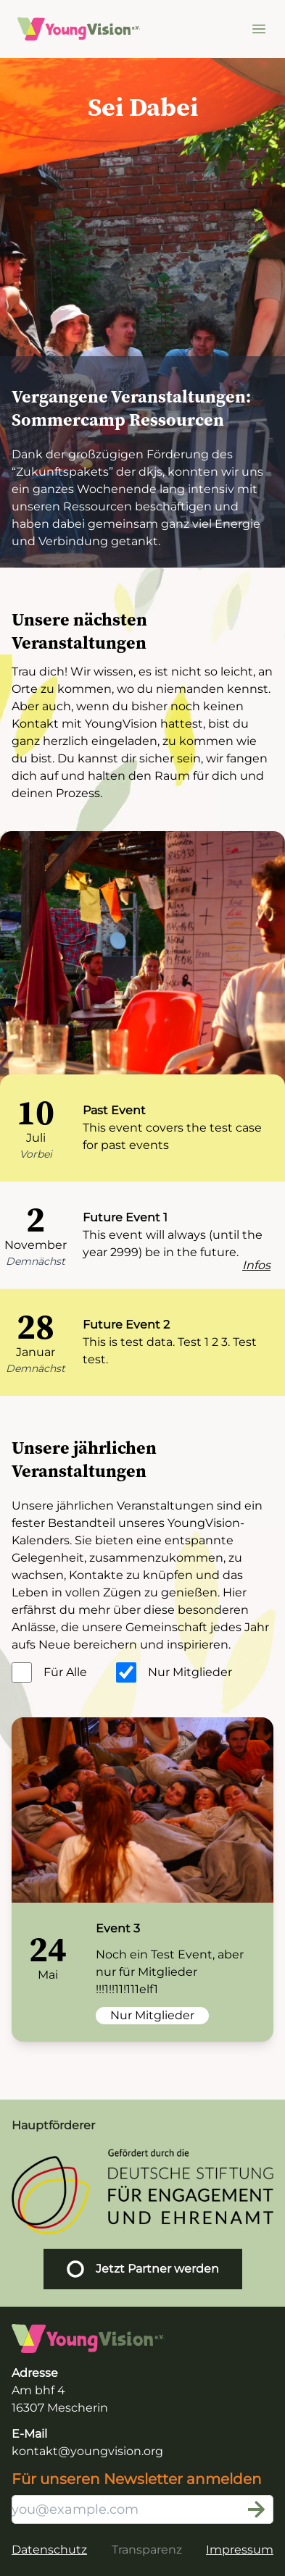 YoungVision e.V.
Sei Dabei
Vergangene Veranstaltungen:
Sommercamp Ressourcen
Dank der großzügigen Förderung des
“Zukunftspakets” der dkjs, konnten wir uns
ein ganzes Wochenende lang intensiv mit
unseren Ressourcen beschäftigen und
haben dabei gemeinsam ganz viel Energie
und Verbindung getankt.
Unsere nächsten
Veranstaltungen
Trau dich! Wir wissen, es ist nicht so leicht, an
Orte zu kommen, wo du niemanden kennst.
Aber auch, wenn du bisher noch keinen
Kontakt mit YoungVision hattest, bist du
ganz herzlich eingeladen, zu kommen wie
du bist. Du kannst dir sicher sein, wir fangen
dich auf und halten den Raum für dich und
deinen Prozess.
10
Juli
Vorbei
Past Event
This event covers the test case
for past events
2
November
Demnächst
Future Event 1
This event will always (until the
year 2999) be in the future.
Infos
28
Januar
Demnächst
Future Event 2
This is test data. Test 1 2 3. Test
test.
Unsere jährlichen
Veranstaltungen
Unsere jährlichen Veranstaltungen sind ein
fester Bestandteil unseres YoungVision-
Kalenders. Sie bieten eine entspannte
Gelegenheit, zusammenzukommen, zu
wachsen, Kontakte zu knüpfen und das
Leben in vollen Zügen zu genießen. Hier
erfährst du mehr über diese besonderen
Anlässe, die unsere Gemeinschaft jedes Jahr
aufs Neue bereichern und inspirieren.
Für Alle
Nur Mitglieder
24
Mai
Event 3
Noch ein Test Event, aber
nur für Mitglieder
!!!1!!11!111elf1
Nur Mitglieder
Hauptförderer
Gefördert durch die
DEUTSCHE STIFTUNG
FÜR ENGAGEMENT
UND EHRENAMT
Jetzt Partner werden
YoungVision e.V.
Adresse
Am bhf 4
16307 Mescherin
E-Mail
kontakt@youngvision.org
Für unseren Newsletter anmelden
you@example.com
Datenschutz
Transparenz
Impressum